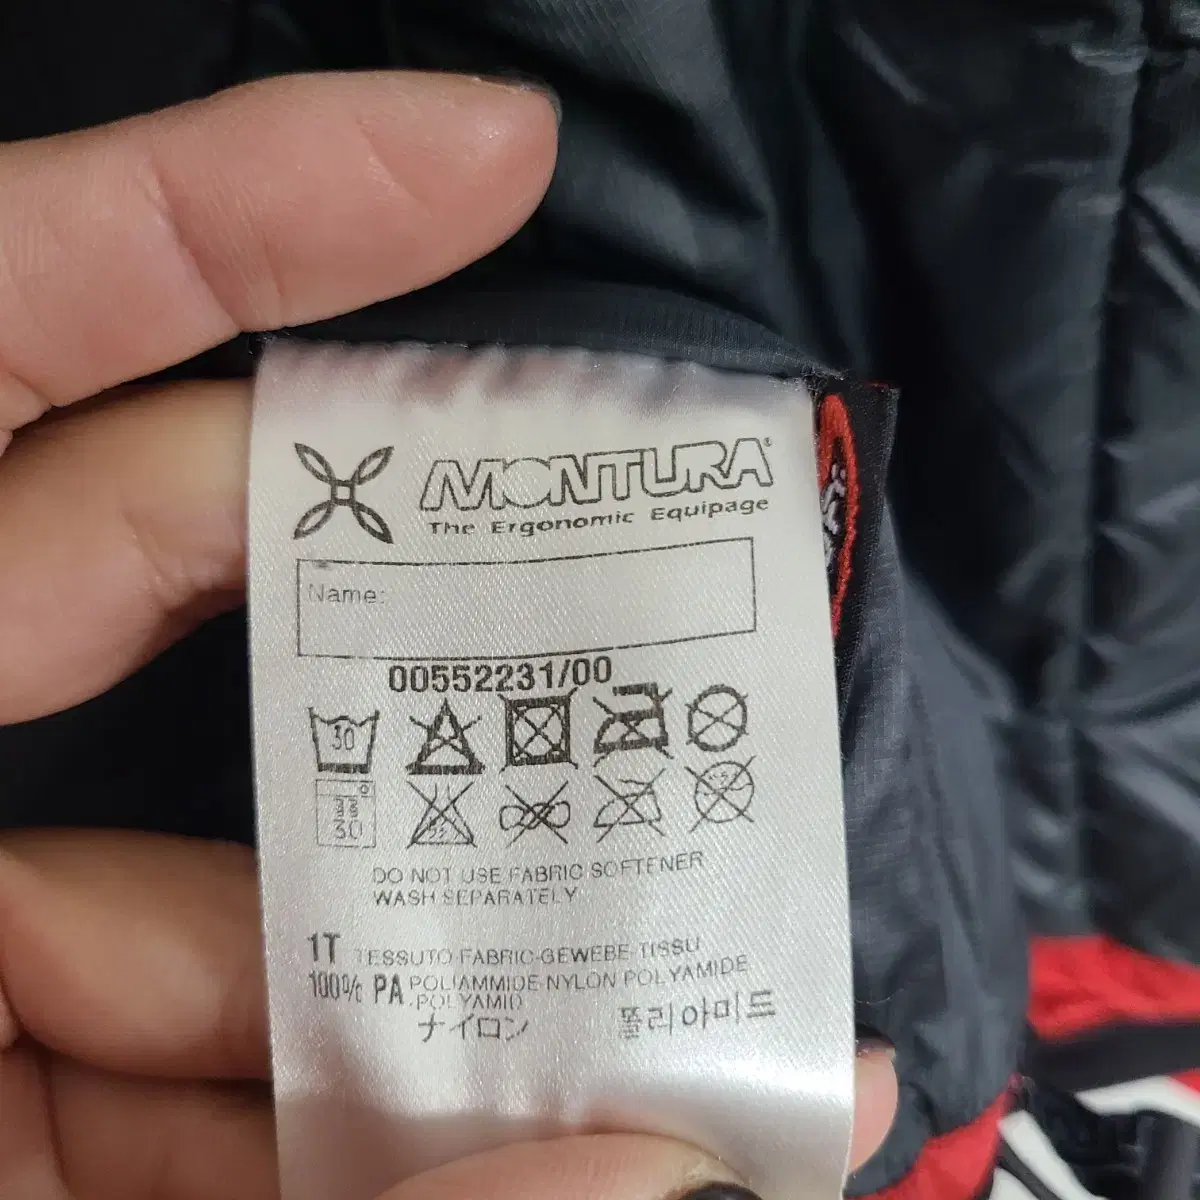 MONTURA
The Ergonomic Equipage
Name:
00552231/00
30
30
DO NOT USE FABRIC SOFTENER
WASH SEPARATELY
1T TESSUTO-FABRIC-GEWEBE-TISSU
100% PA POLIAMMIDE-NYLON-POLYAMIDE
-POLYAMID
ナイロン 폴리아미드